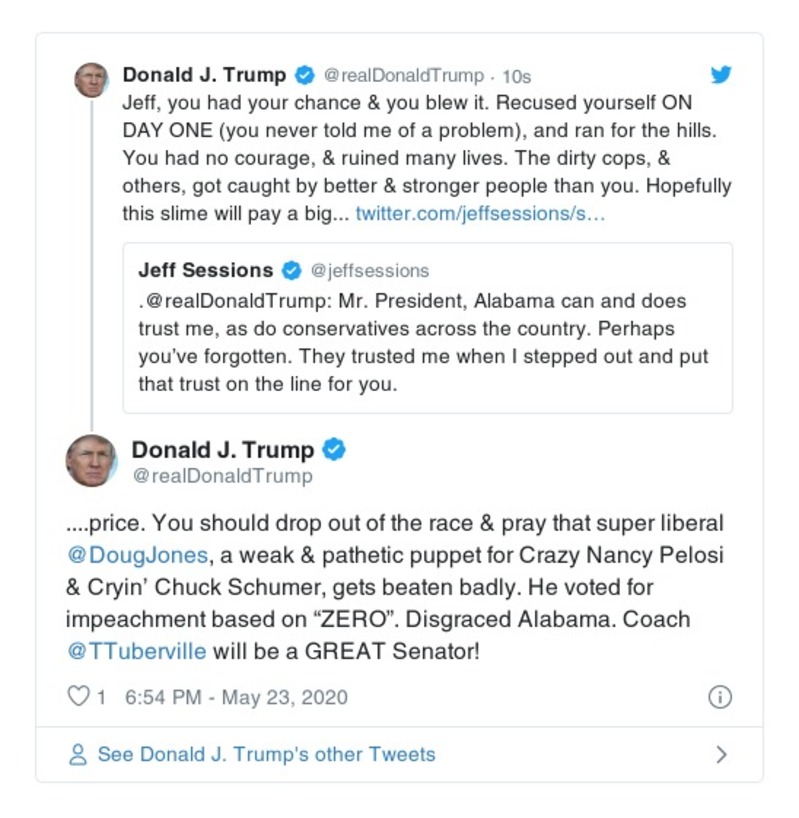 Donald J. Trump @realDonaldTrump · 10s
Jeff, you had your chance & you blew it. Recused yourself ON
DAY ONE (you never told me of a problem), and ran for the hills.
You had no courage, & ruined many lives. The dirty cops, &
others, got caught by better & stronger people than you. Hopefully
this slime will pay a big... twitter.com/jeffsessions/s…
Jeff Sessions @jeffsessions
.@realDonaldTrump: Mr. President, Alabama can and does
trust me, as do conservatives across the country. Perhaps
you’ve forgotten. They trusted me when I stepped out and put
that trust on the line for you.
Donald J. Trump
@realDonaldTrump
....price. You should drop out of the race & pray that super liberal
@DougJones, a weak & pathetic puppet for Crazy Nancy Pelosi
& Cryin’ Chuck Schumer, gets beaten badly. He voted for
impeachment based on “ZERO”. Disgraced Alabama. Coach
@TTuberville will be a GREAT Senator!
1 6:54 PM - May 23, 2020
See Donald J. Trump's other Tweets